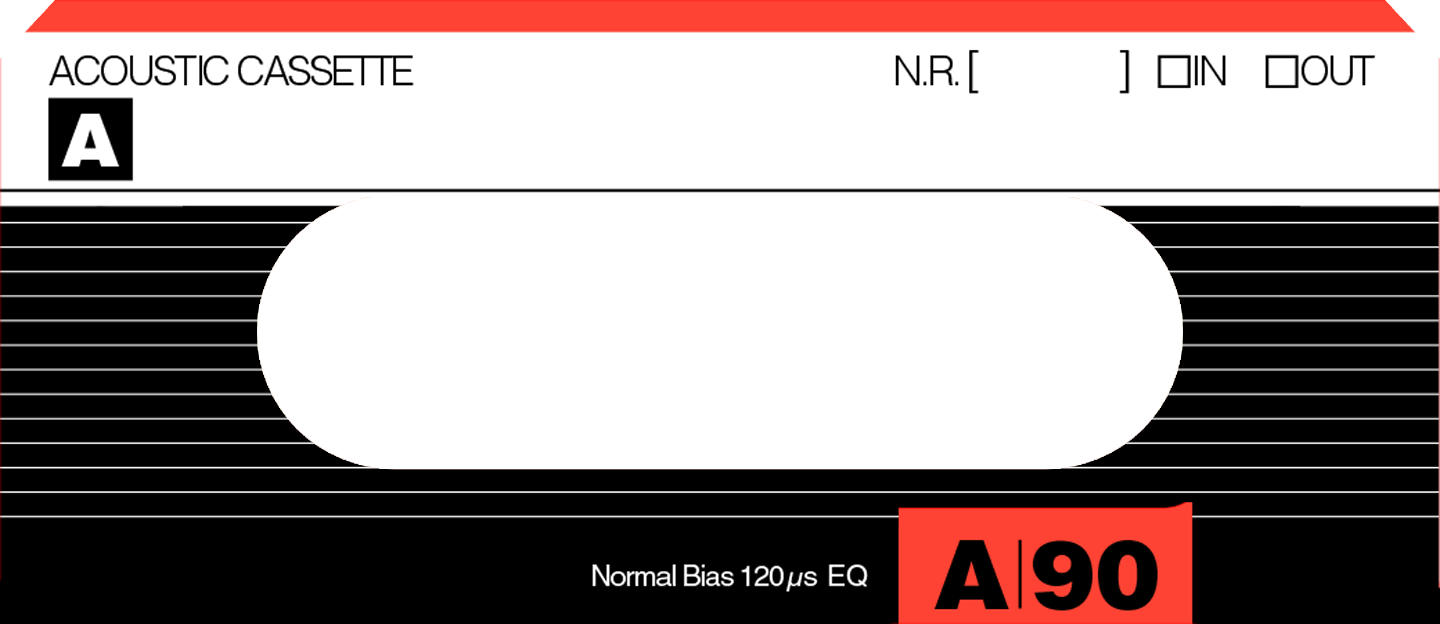 ACOUSTIC CASSETTE N.R. [ ] ☐IN ☐OUT
A
Normal Bias 120µs EQ A|90